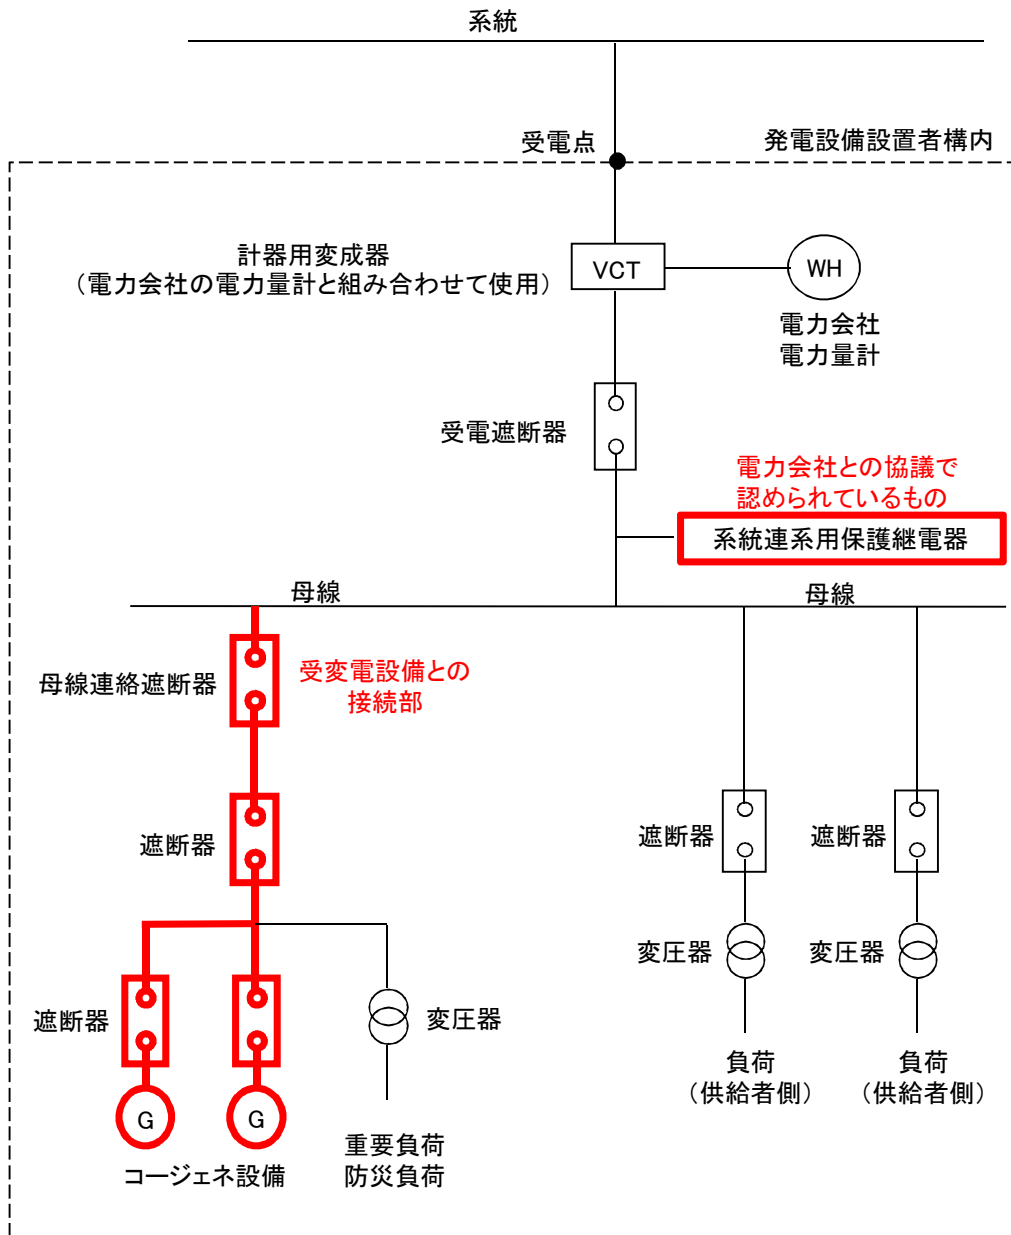 系統
受電点
発電設備設置者構内
計器用変成器
（電力会社の電力量計と組み合わせて使用）
VCT
WH
電力会社
電力量計
受電遮断器
電力会社との協議で
認められているもの
系統連系用保護継電器
母線
母線
母線連絡遮断器
受変電設備との
接続部
遮断器
遮断器
遮断器
変圧器
変圧器
遮断器
変圧器
負荷
（供給者側）
負荷
（供給者側）
G
G
コージェネ設備
重要負荷
防災負荷